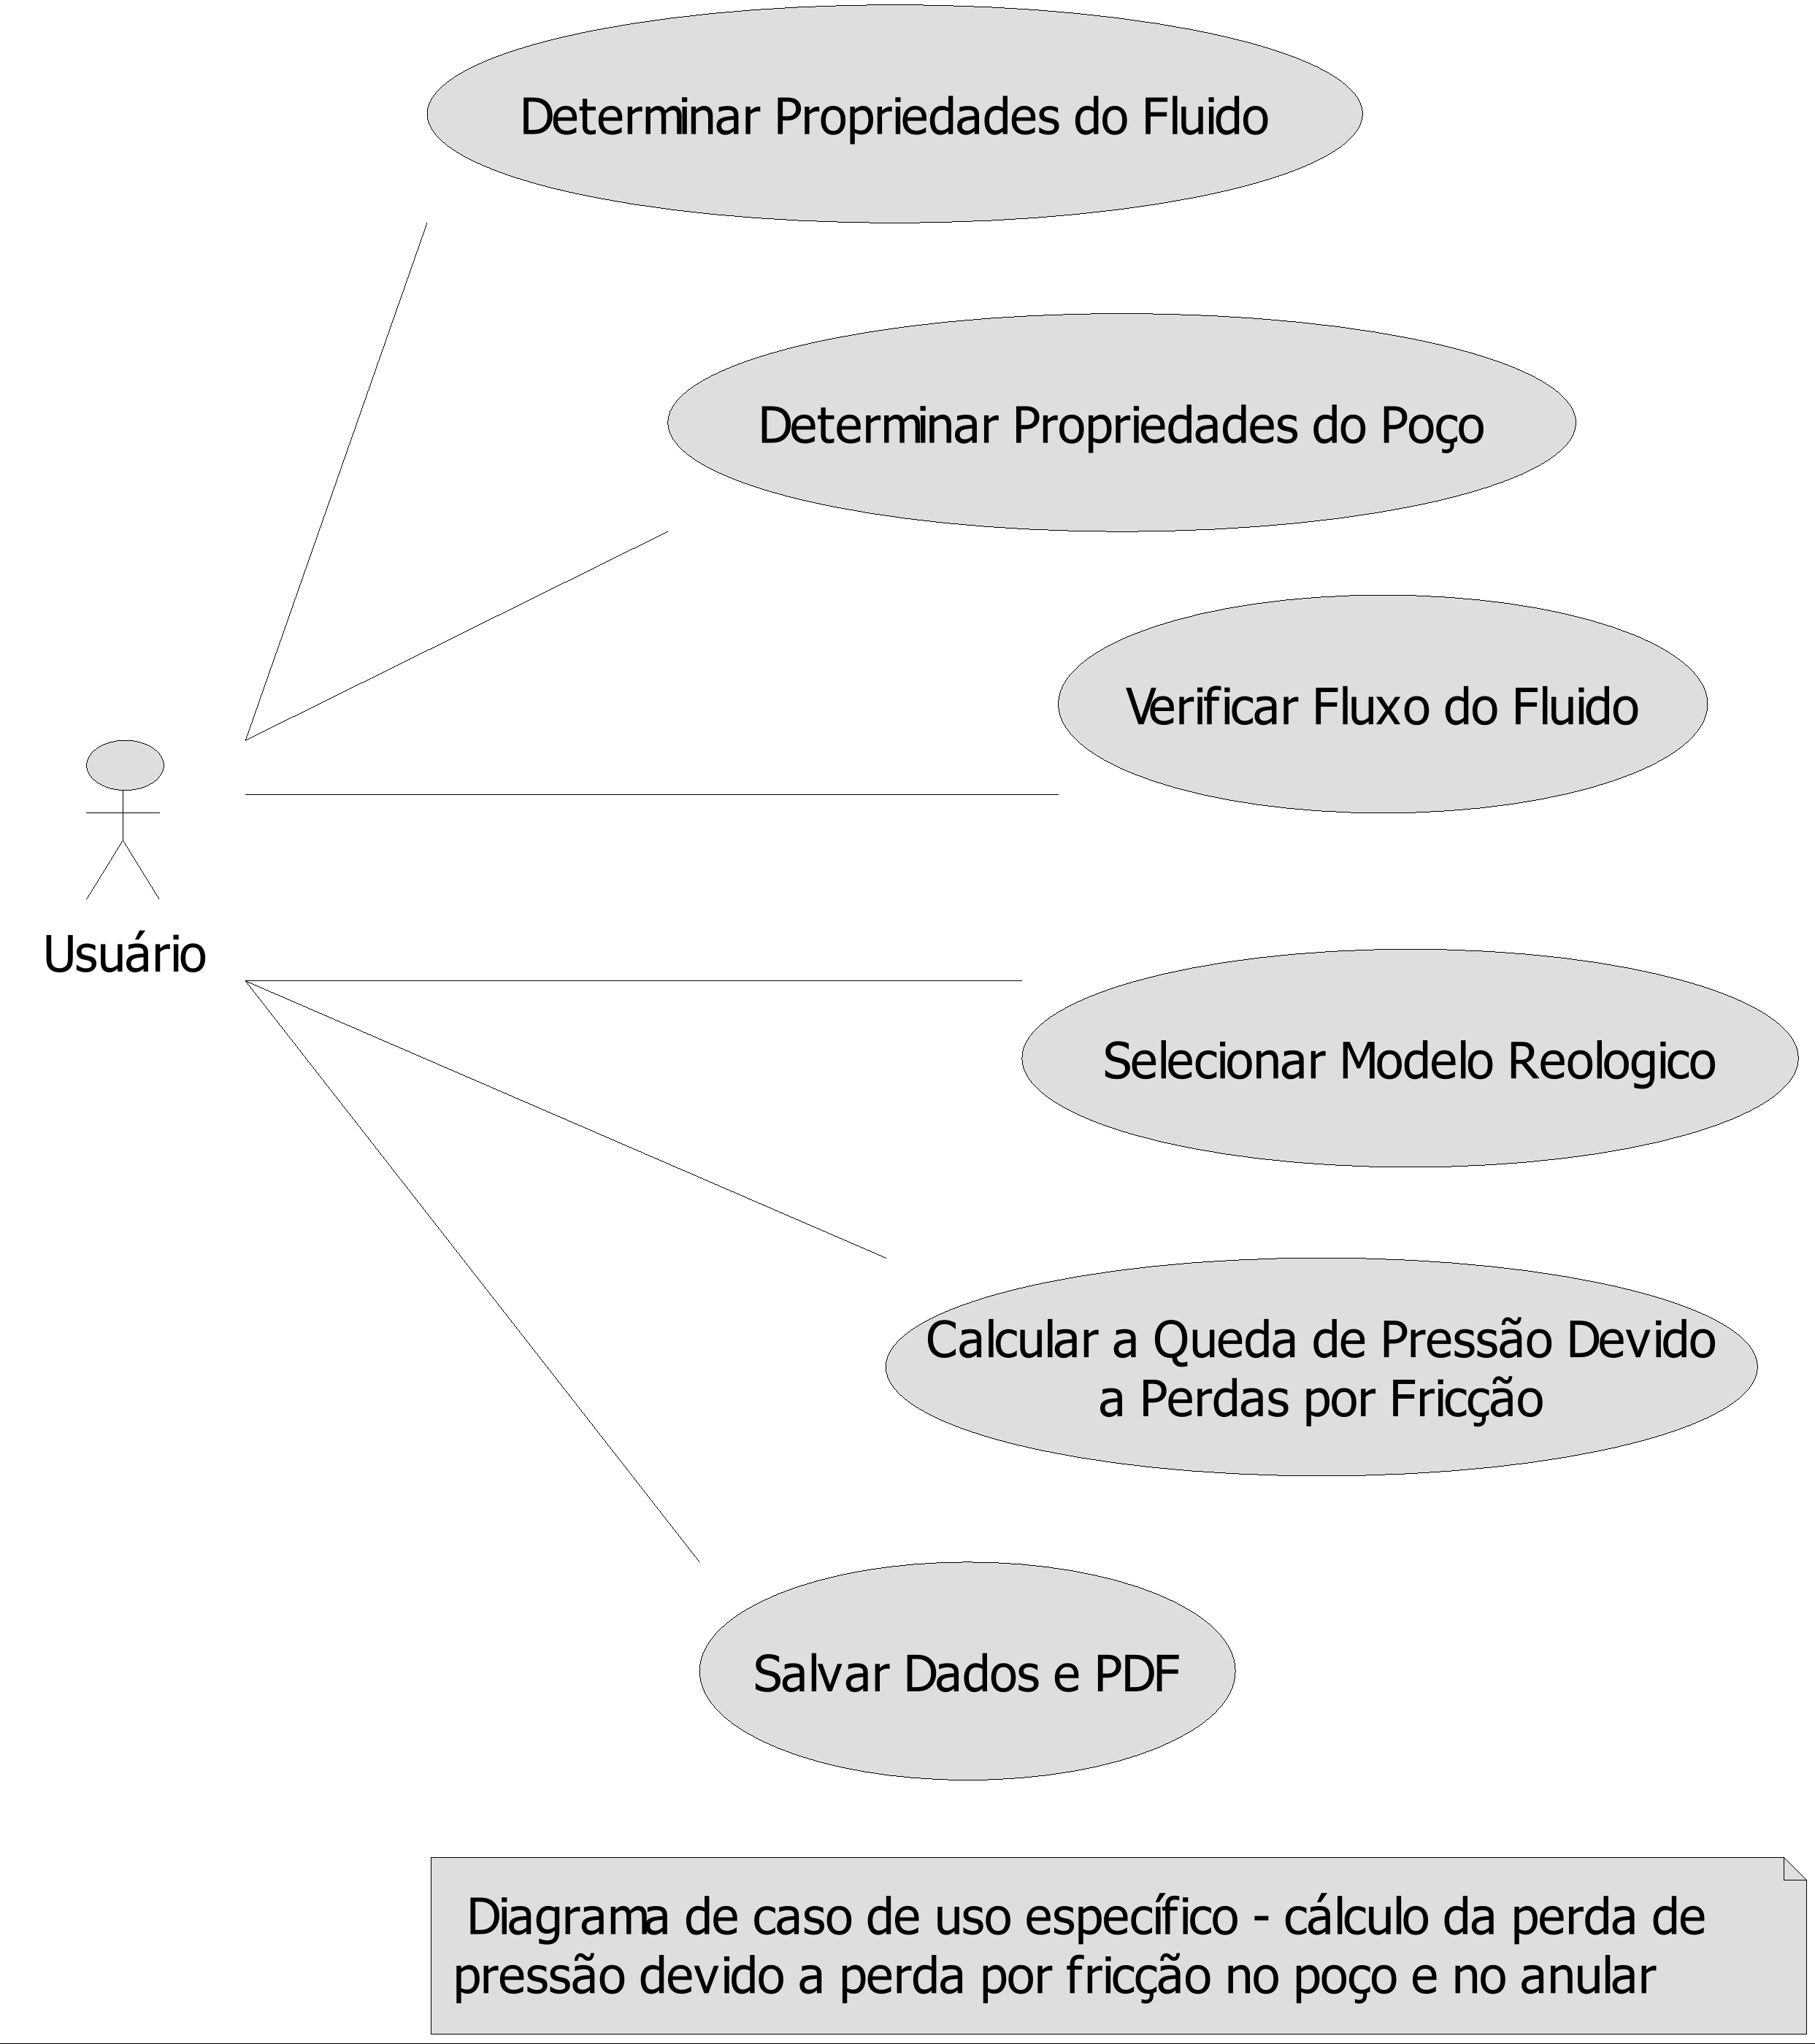 Determinar Propriedades do Fluido
Determinar Propriedades do Poço
Verificar Fluxo do Fluido
Usuário
Selecionar Modelo Reologico
Calcular a Queda de Pressão Devido
a Perdas por Fricção
Salvar Dados e PDF
Diagrama de caso de uso específico - cálculo da perda de
pressão devido a perda por fricção no poço e no anular